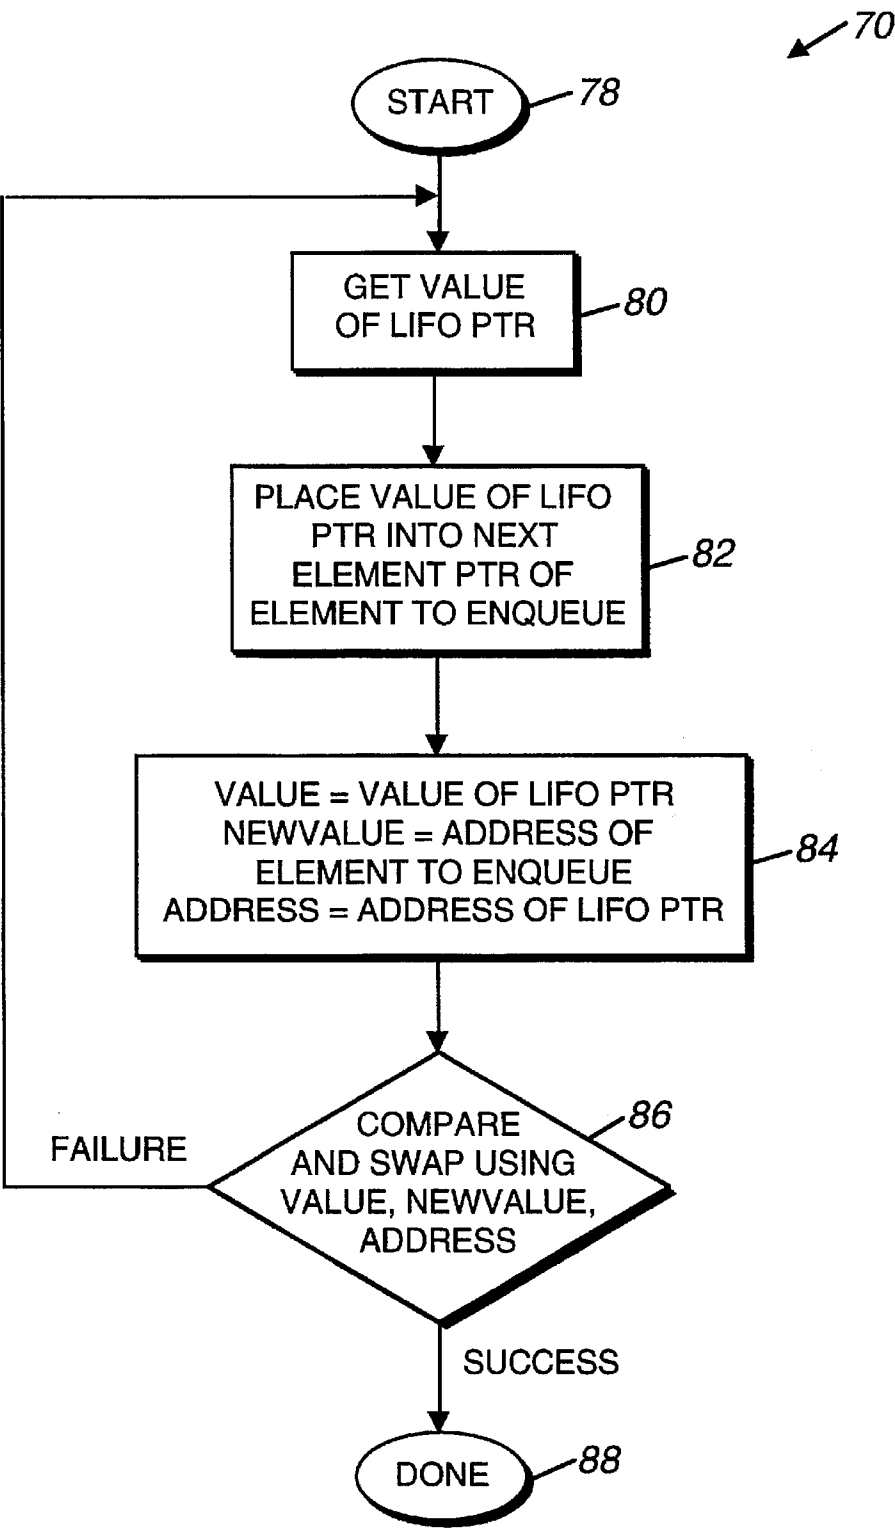 70
START
78
GET VALUE
OF LIFO PTR
80
PLACE VALUE OF LIFO
PTR INTO NEXT
ELEMENT PTR OF
ELEMENT TO ENQUEUE
82
VALUE = VALUE OF LIFO PTR
NEWVALUE = ADDRESS OF
ELEMENT TO ENQUEUE
ADDRESS = ADDRESS OF LIFO PTR
84
COMPARE
AND SWAP USING
VALUE, NEWVALUE,
ADDRESS
86
FAILURE
SUCCESS
DONE
88